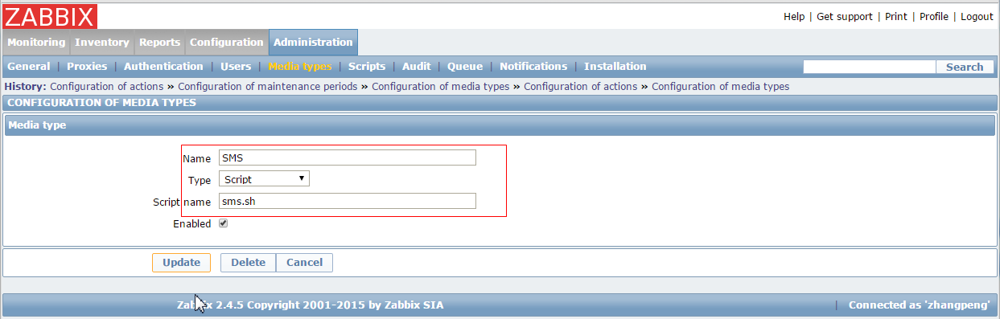 ZABBIX
Help | Get support | Print | Profile | Logout
Monitoring Inventory Reports Configuration Administration
General | Proxies | Authentication | Users | Media types | Scripts | Audit | Queue | Notifications | Installation Search
History: Configuration of actions » Configuration of maintenance periods » Configuration of media types » Configuration of actions » Configuration of media types
CONFIGURATION OF MEDIA TYPES
Media type
Name SMS
Type Script
Script name sms.sh
Enabled
Update Delete Cancel
Zabbix 2.4.5 Copyright 2001-2015 by Zabbix SIA | Connected as 'zhangpeng'